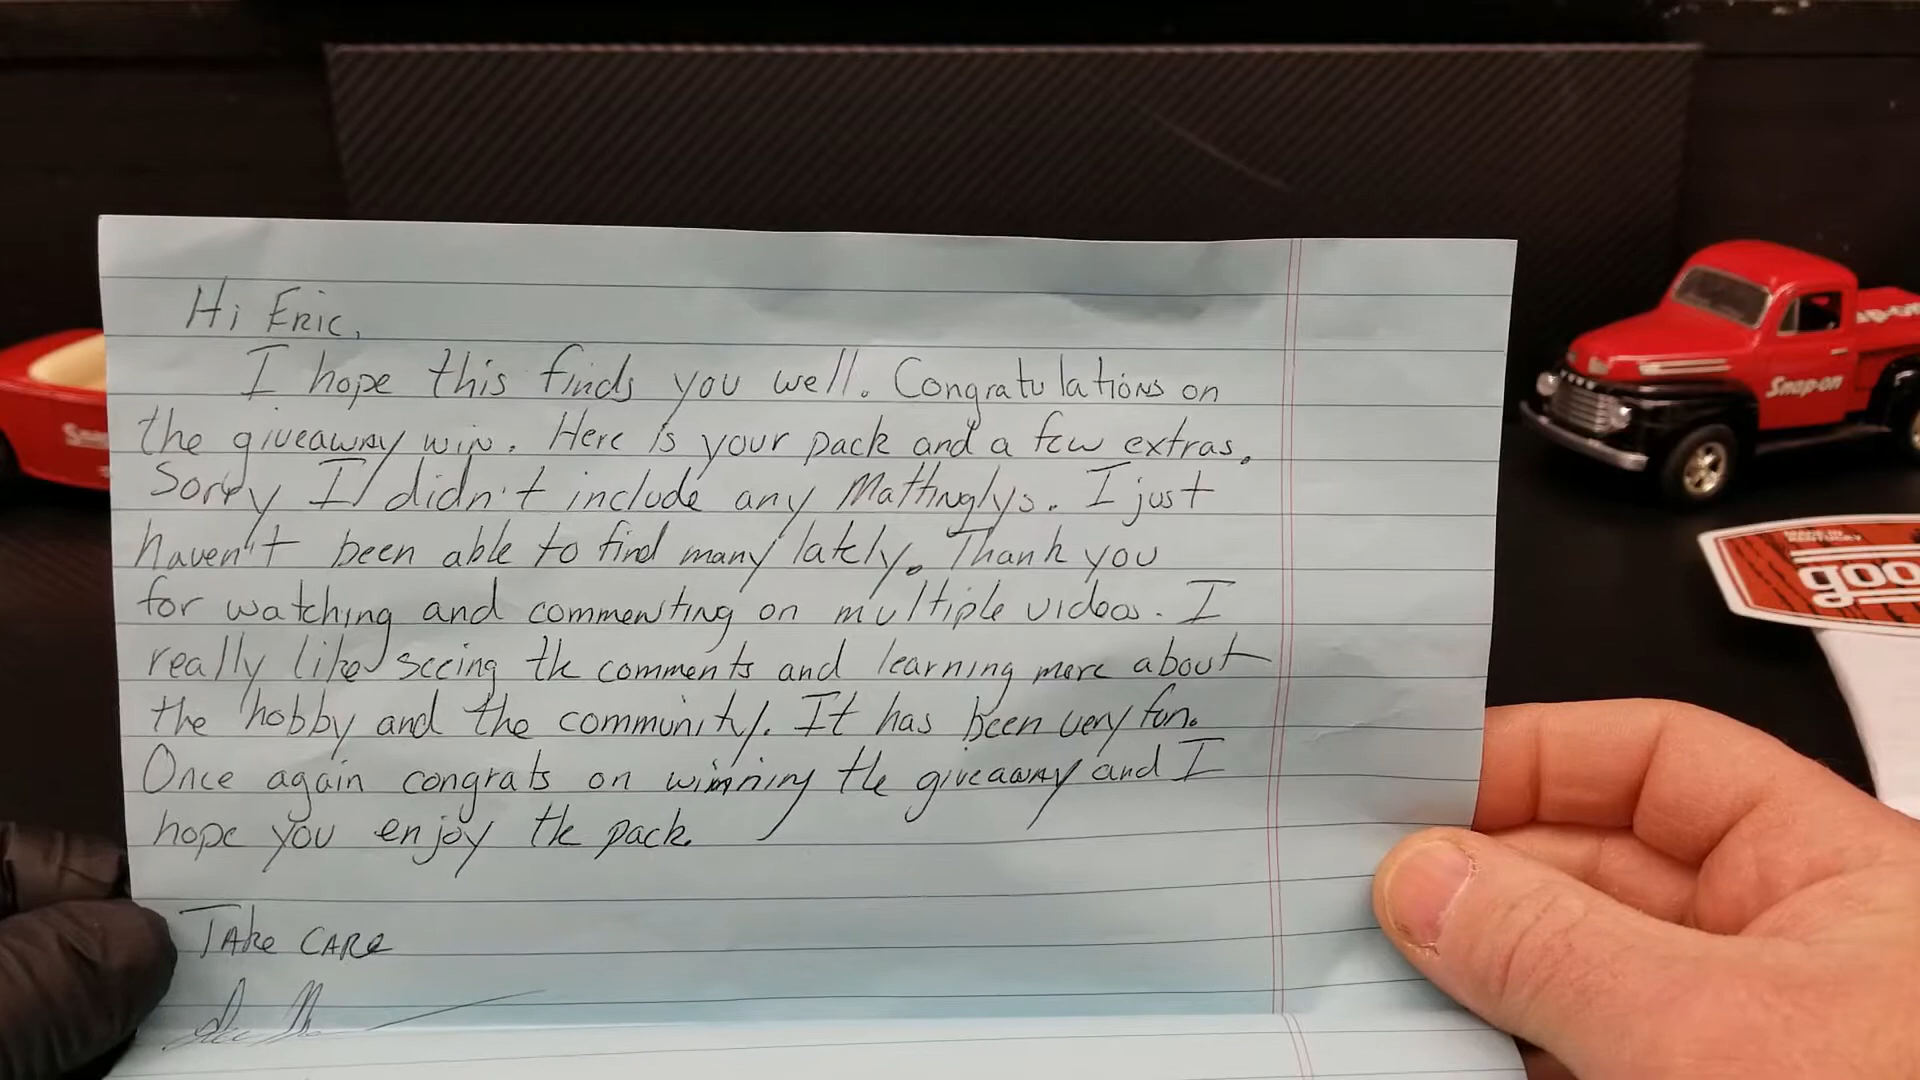 Hi Eric,
I hope this finds you well. Congratulations on
the giveaway win. Here is your pack and a few extras.
Sorry I didn't include any Mattinglys. I just
haven't been able to find many lately. Thank you
for watching and commenting on multiple videos. I
really like seeing the comments and learning more about
the hobby and the community. It has been very fun.
Once again congrats on winning the giveaway and I
hope you enjoy the pack.
Take Care
Snap-on
goo